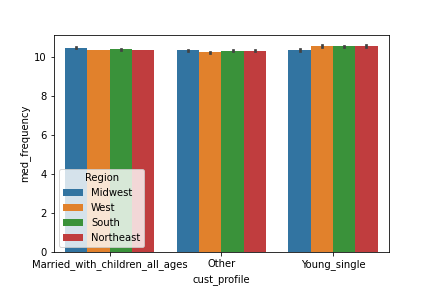 10
8
6
4
2
0
med_frequency
Region
Midwest
West
South
Northeast
Married_with_children_all_ages
Other
Young_single
cust_profile